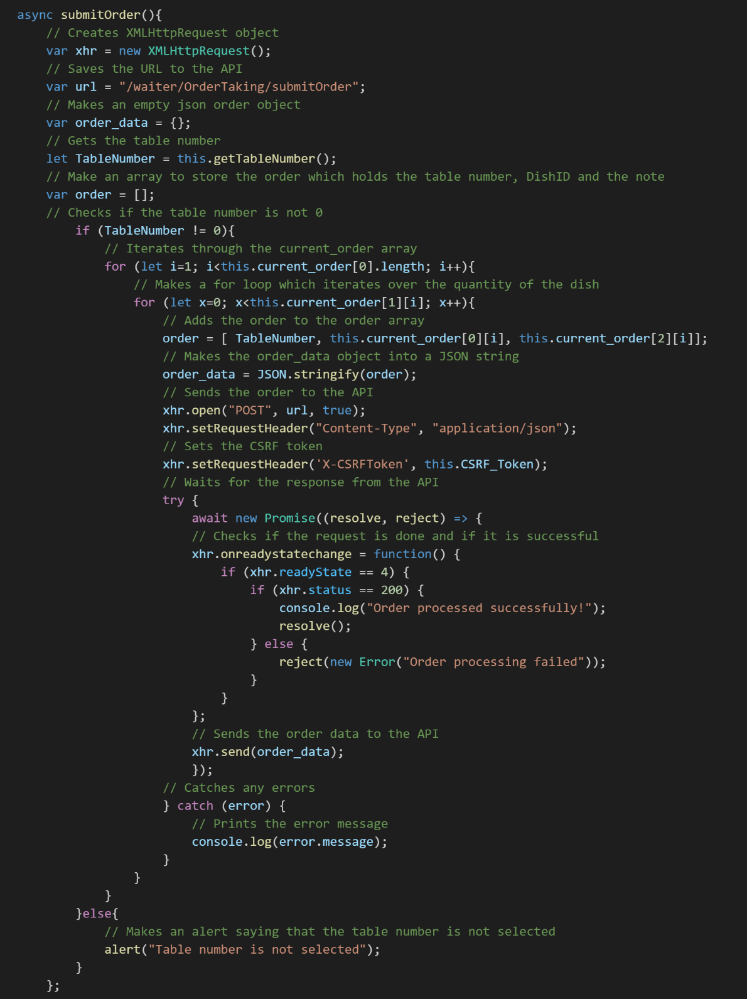 async submitOrder(){
// Creates XMLHttpRequest object
var xhr = new XMLHttpRequest();
// Saves the URL to the API
var url = "/waiter/OrderTaking/submitOrder";
// Makes an empty json order object
var order_data = {};
// Gets the table number
let TableNumber = this.getTableNumber();
// Make an array to store the order which holds the table number, DishID and the note
var order = [];
// Checks if the table number is not 0
if (TableNumber != 0){
// Iterates through the current_order array
for (let i=1; i<this.current_order[0].length; i++){
// Makes a for loop which iterates over the quantity of the dish
for (let x=0; x<this.current_order[1][i]; x++){
// Adds the order to the order array
order = [ TableNumber, this.current_order[0][i], this.current_order[2][i]];
// Makes the order_data object into a JSON string
order_data = JSON.stringify(order);
// Sends the order to the API
xhr.open("POST", url, true);
xhr.setRequestHeader("Content-Type", "application/json");
// Sets the CSRF token
xhr.setRequestHeader('X-CSRFToken', this.CSRF_Token);
// Waits for the response from the API
try {
await new Promise((resolve, reject) => {
// Checks if the request is done and if it is successful
xhr.onreadystatechange = function() {
if (xhr.readyState == 4) {
if (xhr.status == 200) {
console.log("Order processed successfully!");
resolve();
} else {
reject(new Error("Order processing failed"));
}
}
};
// Sends the order data to the API
xhr.send(order_data);
});
// Catches any errors
} catch (error) {
// Prints the error message
console.log(error.message);
}
}
}
}else{
// Makes an alert saying that the table number is not selected
alert("Table number is not selected");
}
};